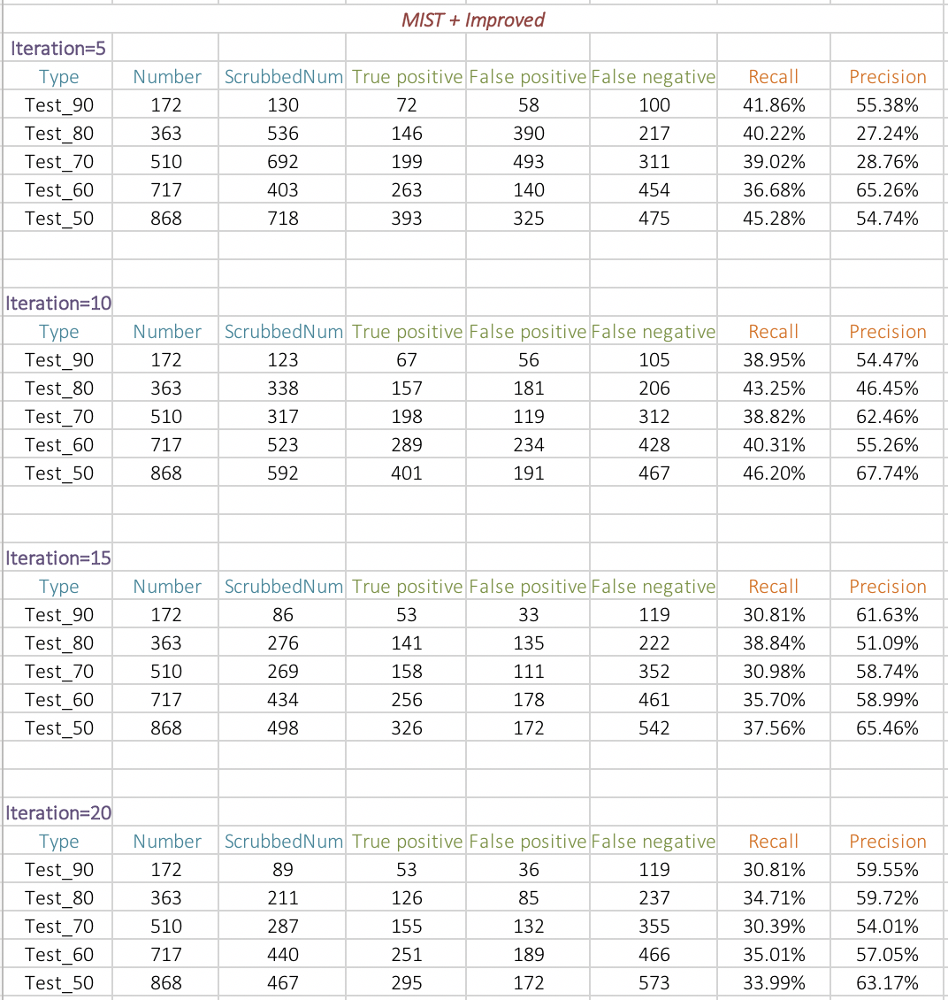 MIST + Improved
Iteration=5
Type Number ScrubbedNum True positive False positive False negative Recall Precision
Test_90 172 130 72 58 100 41.86% 55.38%
Test_80 363 536 146 390 217 40.22% 27.24%
Test_70 510 692 199 493 311 39.02% 28.76%
Test_60 717 403 263 140 454 36.68% 65.26%
Test_50 868 718 393 325 475 45.28% 54.74%
Iteration=10
Type Number ScrubbedNum True positive False positive False negative Recall Precision
Test_90 172 123 67 56 105 38.95% 54.47%
Test_80 363 338 157 181 206 43.25% 46.45%
Test_70 510 317 198 119 312 38.82% 62.46%
Test_60 717 523 289 234 428 40.31% 55.26%
Test_50 868 592 401 191 467 46.20% 67.74%
Iteration=15
Type Number ScrubbedNum True positive False positive False negative Recall Precision
Test_90 172 86 53 33 119 30.81% 61.63%
Test_80 363 276 141 135 222 38.84% 51.09%
Test_70 510 269 158 111 352 30.98% 58.74%
Test_60 717 434 256 178 461 35.70% 58.99%
Test_50 868 498 326 172 542 37.56% 65.46%
Iteration=20
Type Number ScrubbedNum True positive False positive False negative Recall Precision
Test_90 172 89 53 36 119 30.81% 59.55%
Test_80 363 211 126 85 237 34.71% 59.72%
Test_70 510 287 155 132 355 30.39% 54.01%
Test_60 717 440 251 189 466 35.01% 57.05%
Test_50 868 467 295 172 573 33.99% 63.17%